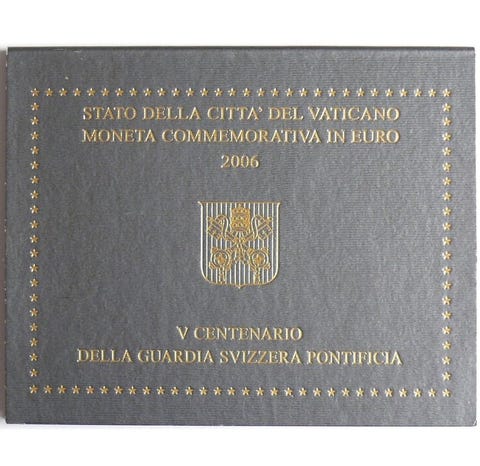 STATO DELLA CITTA' DEL VATICANO
MONETA COMMEMORATIVA IN EURO
2006
V CENTENARIO
DELLA GUARDIA SVIZZERA PONTIFICIA